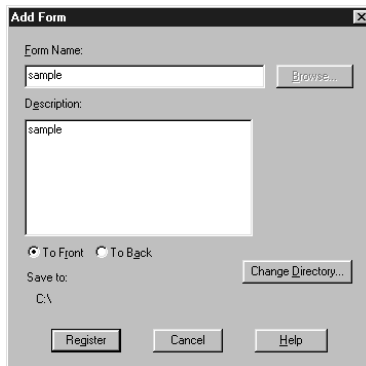 Add Form
Form Name:
sample
Browse...
Description:
sample
To Front To Back
Save to:
Change Directory...
C:\
Register Cancel Help